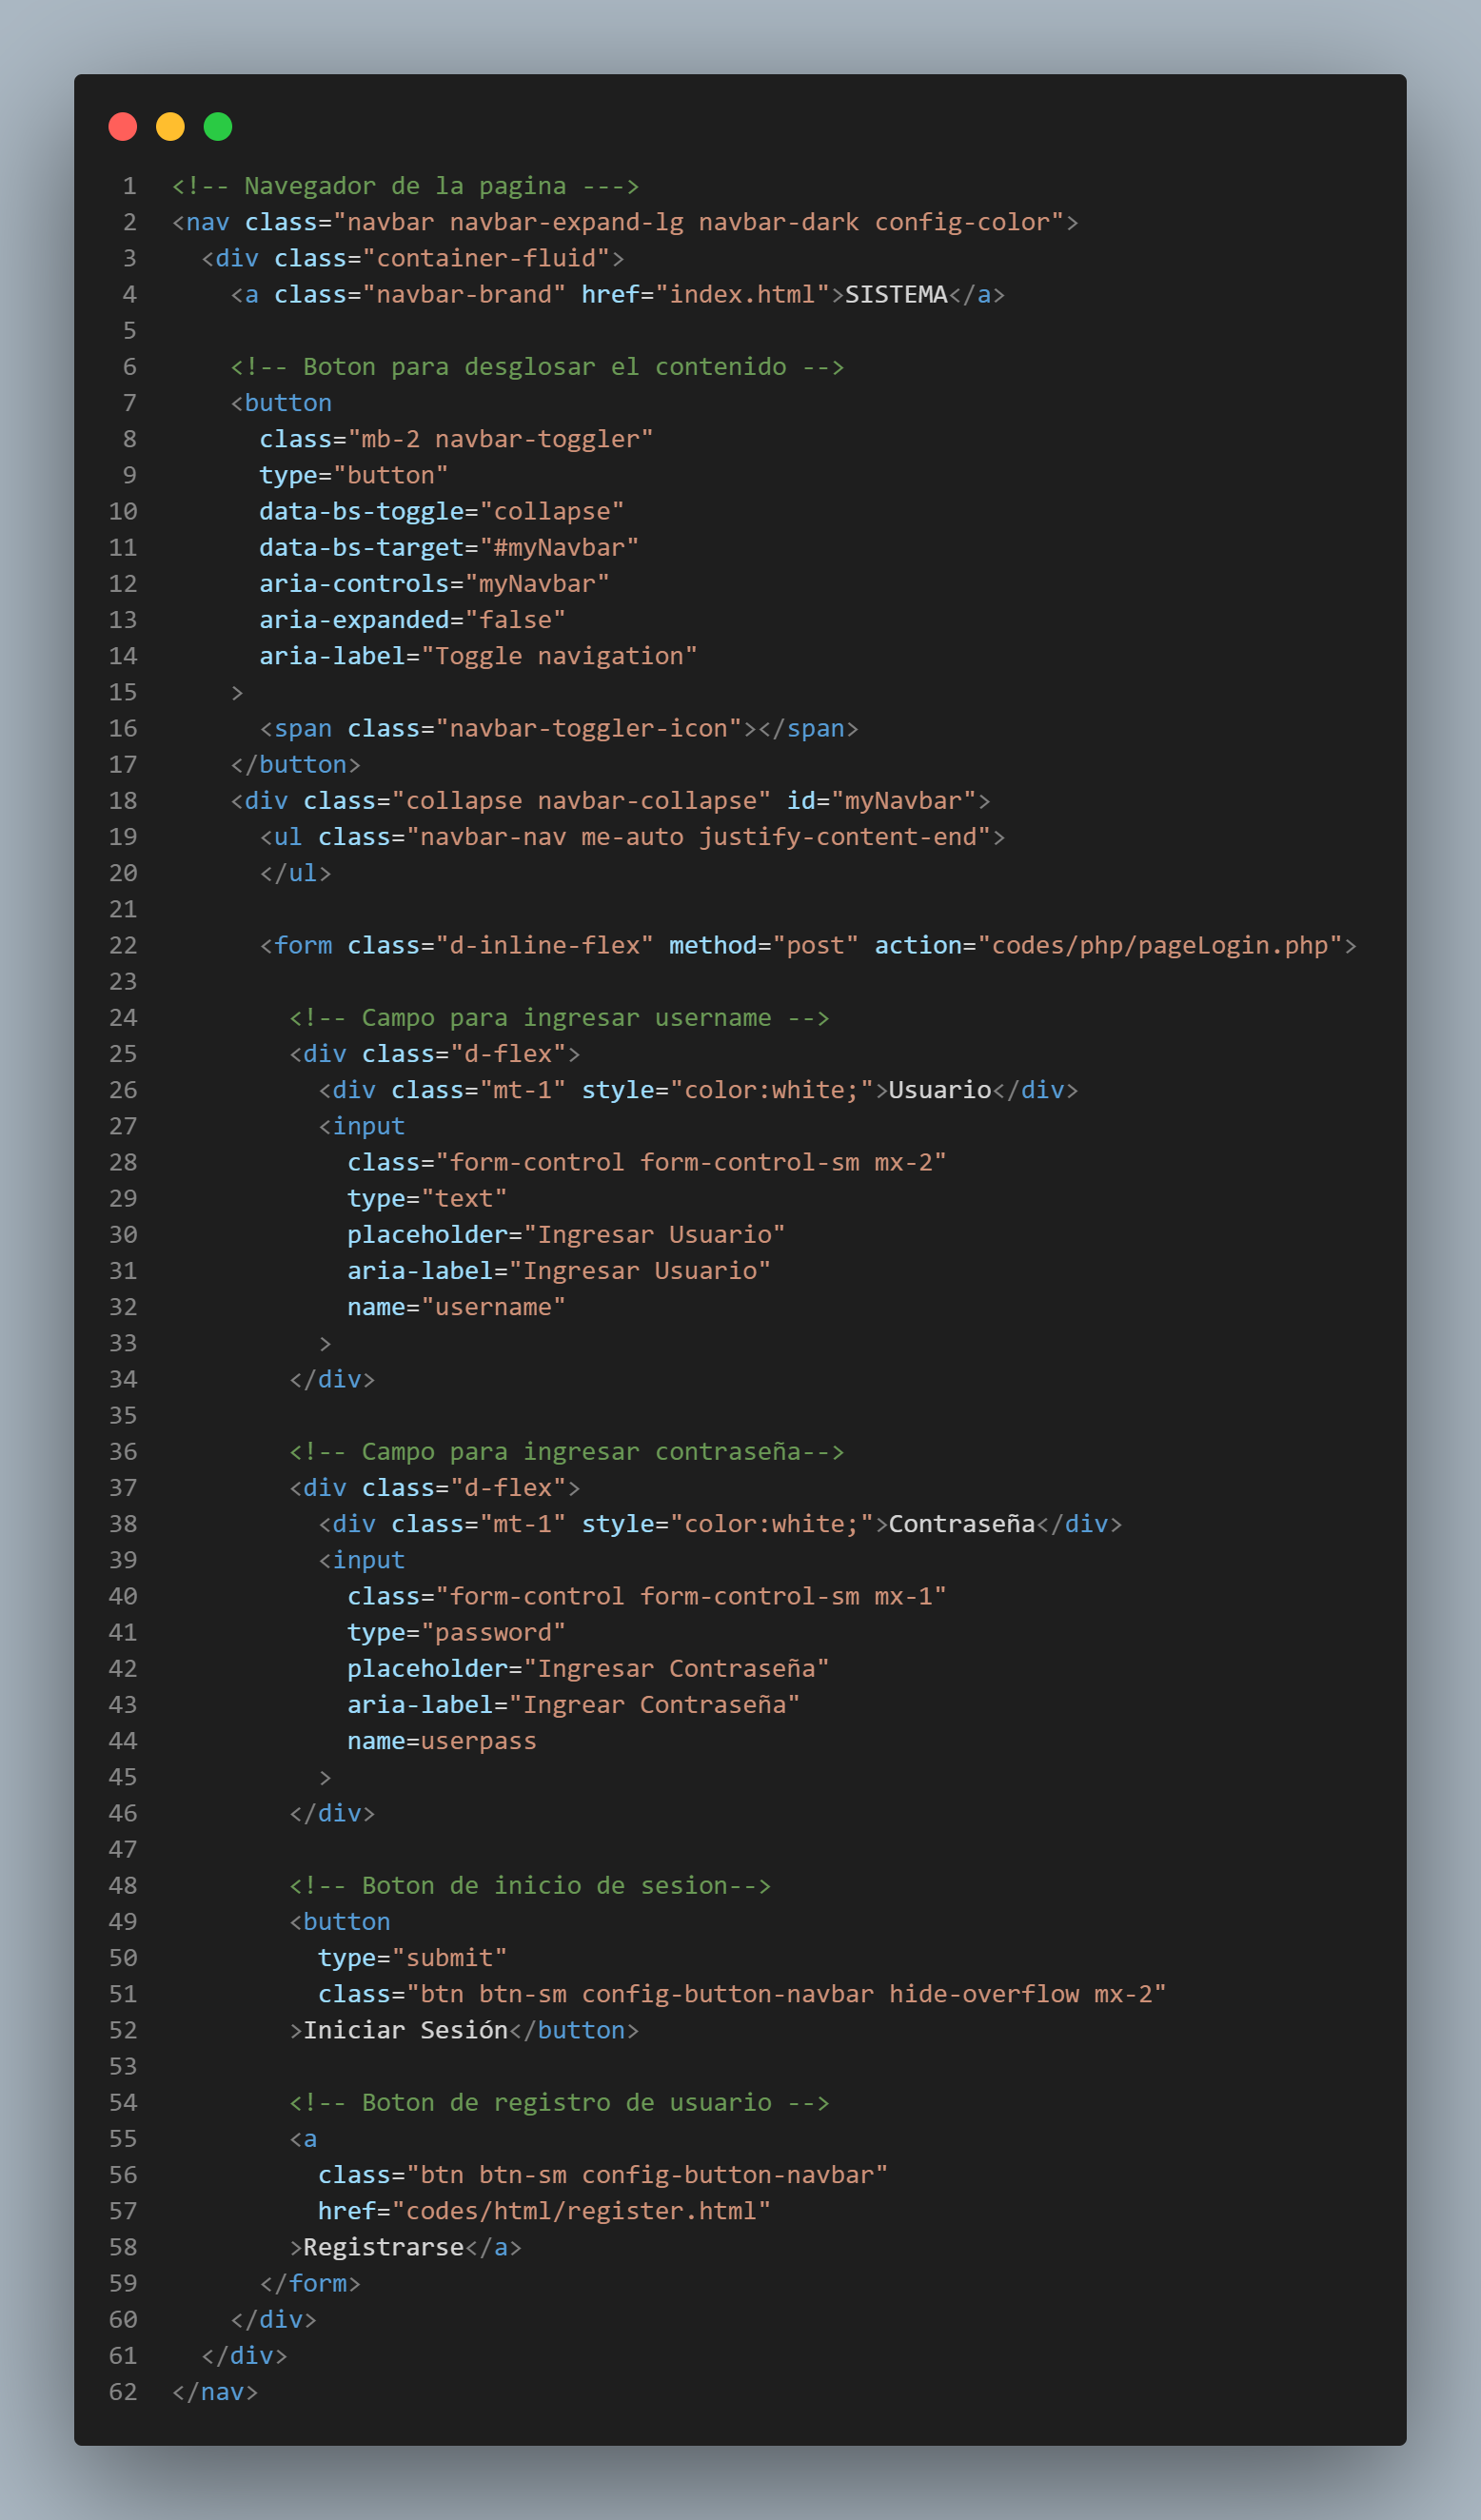 1 <!-- Navegador de la pagina --->
2 <nav class="navbar navbar-expand-lg navbar-dark config-color">
3   <div class="container-fluid">
4     <a class="navbar-brand" href="index.html">SISTEMA</a>
5
6     <!-- Boton para desglosar el contenido -->
7     <button
8       class="mb-2 navbar-toggler"
9       type="button"
10       data-bs-toggle="collapse"
11       data-bs-target="#myNavbar"
12       aria-controls="myNavbar"
13       aria-expanded="false"
14       aria-label="Toggle navigation"
15     >
16       <span class="navbar-toggler-icon"></span>
17     </button>
18     <div class="collapse navbar-collapse" id="myNavbar">
19       <ul class="navbar-nav me-auto justify-content-end">
20       </ul>
21
22       <form class="d-inline-flex" method="post" action="codes/php/pageLogin.php">
23
24         <!-- Campo para ingresar username -->
25         <div class="d-flex">
26           <div class="mt-1" style="color:white;">Usuario</div>
27           <input
28             class="form-control form-control-sm mx-2"
29             type="text"
30             placeholder="Ingresar Usuario"
31             aria-label="Ingresar Usuario"
32             name="username"
33           >
34         </div>
35
36         <!-- Campo para ingresar contraseña-->
37         <div class="d-flex">
38           <div class="mt-1" style="color:white;">Contraseña</div>
39           <input
40             class="form-control form-control-sm mx-1"
41             type="password"
42             placeholder="Ingresar Contraseña"
43             aria-label="Ingrear Contraseña"
44             name=userpass
45           >
46         </div>
47
48         <!-- Boton de inicio de sesion-->
49         <button
50           type="submit"
51           class="btn btn-sm config-button-navbar hide-overflow mx-2"
52         >Iniciar Sesión</button>
53
54         <!-- Boton de registro de usuario -->
55         <a
56           class="btn btn-sm config-button-navbar"
57           href="codes/html/register.html"
58         >Registrarse</a>
59       </form>
60     </div>
61   </div>
62 </nav>